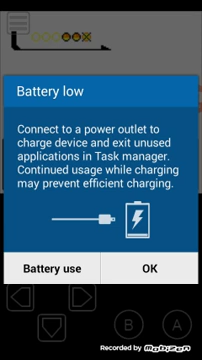 Battery low
Connect to a power outlet to
charge device and exit unused
applications in Task manager.
Continued usage while charging
may prevent efficient charging.
Battery use
OK
B
A
Recorded by Mobizen